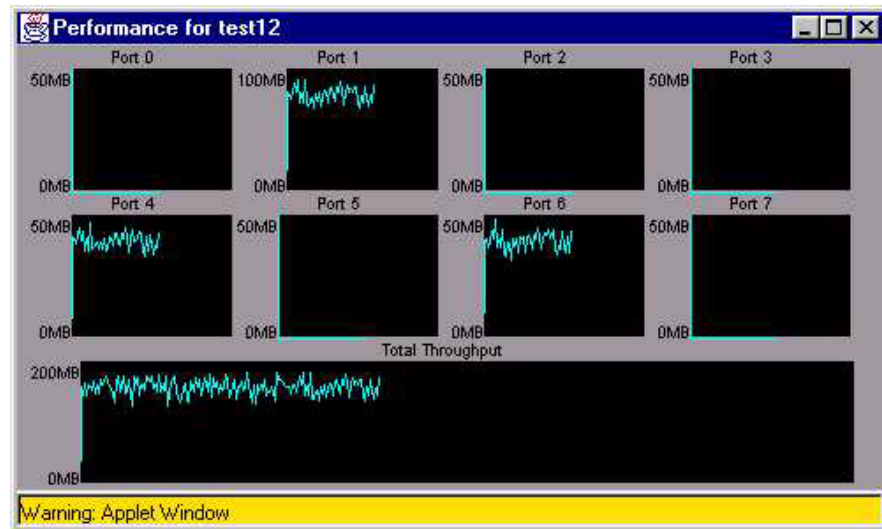 Performance for test12
Port 0 Port 1 Port 2 Port 3
50MB 100MB 50MB 50MB
0MB 0MB 0MB 0MB
Port 4 Port 5 Port 6 Port 7
50MB 50MB 50MB 50MB
0MB 0MB 0MB 0MB
Total Throughput
200MB
0MB
Warning: Applet Window